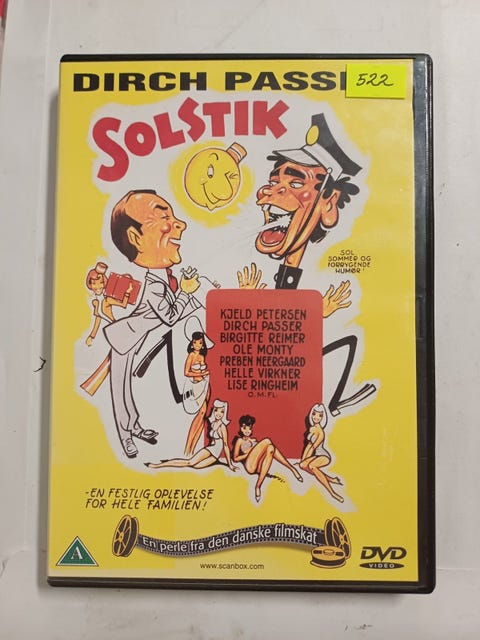 DIRCH PASSE
522
SOLSTIK
SOL
SOMMER OG
FORRYGENDE
HUMØR
KJELD PETERSEN
DIRCH PASSER
BIRGITTE REIMER
OLE MONTY
PREBEN NEERGAARD
HELLE VIRKNER
LISE RINGHEIM
O.M.FL.
-EN FESTLIG OPLEVELSE
FOR HELE FAMILIEN!
En perle fra den danske filmskat
A
www.scanbox.com
DVD
VIDEO